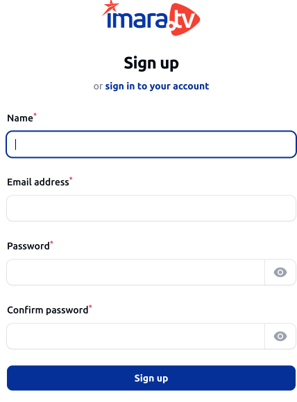 imara.tv
Sign up
or sign in to your account
Name*
Email address*
Password*
Confirm password*
Sign up